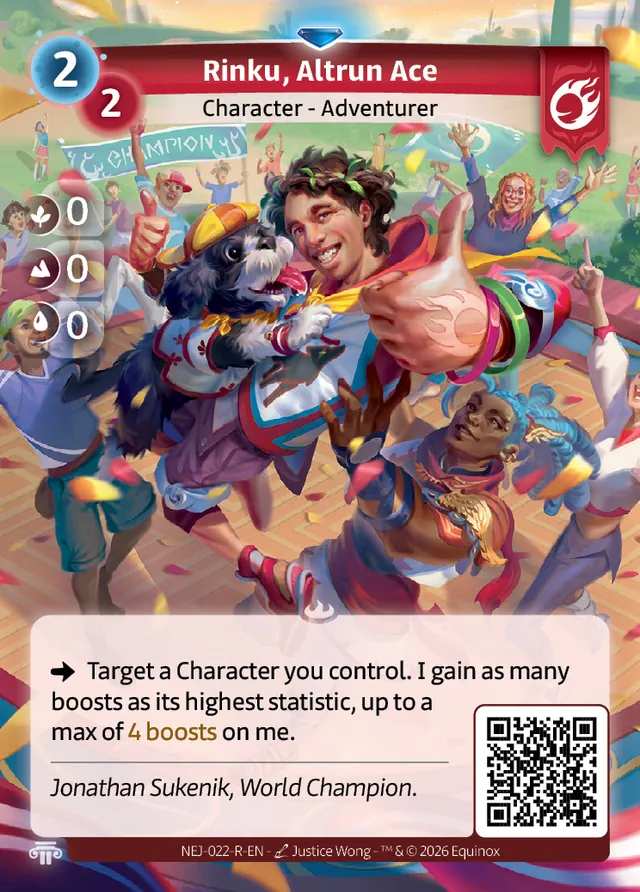 2
Rinku, Altrun Ace
2
Character - Adventurer
CHAMPION
0
0
0
Target a Character you control. I gain as many
boosts as its highest statistic, up to a
max of 4 boosts on me.
Jonathan Sukenik, World Champion.
NEJ-022-R-EN - Justice Wong - ™ & © 2026 Equinox